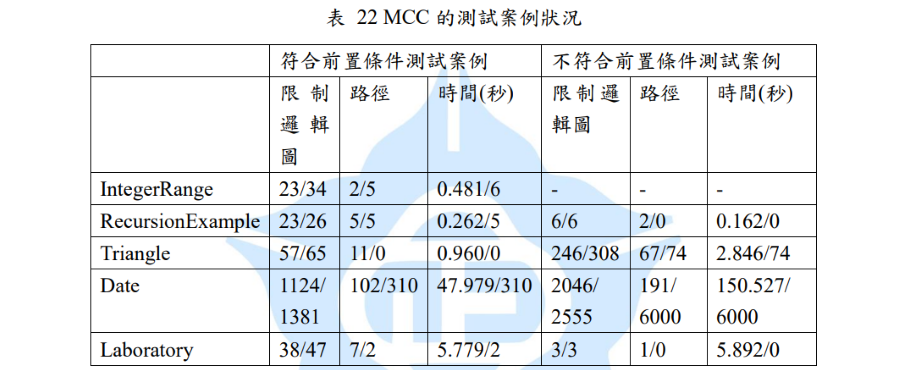 表 22 MCC 的測試案例狀況
符合前置條件測試案例 不符合前置條件測試案例
限制邏輯圖 路徑 時間(秒) 限制邏輯圖 路徑 時間(秒)
IntegerRange 23/34 2/5 0.481/6 - - -
RecursionExample 23/26 5/5 0.262/5 6/6 2/0 0.162/0
Triangle 57/65 11/0 0.960/0 246/308 67/74 2.846/74
Date 1124/1381 102/310 47.979/310 2046/2555 191/6000 150.527/6000
Laboratory 38/47 7/2 5.779/2 3/3 1/0 5.892/0